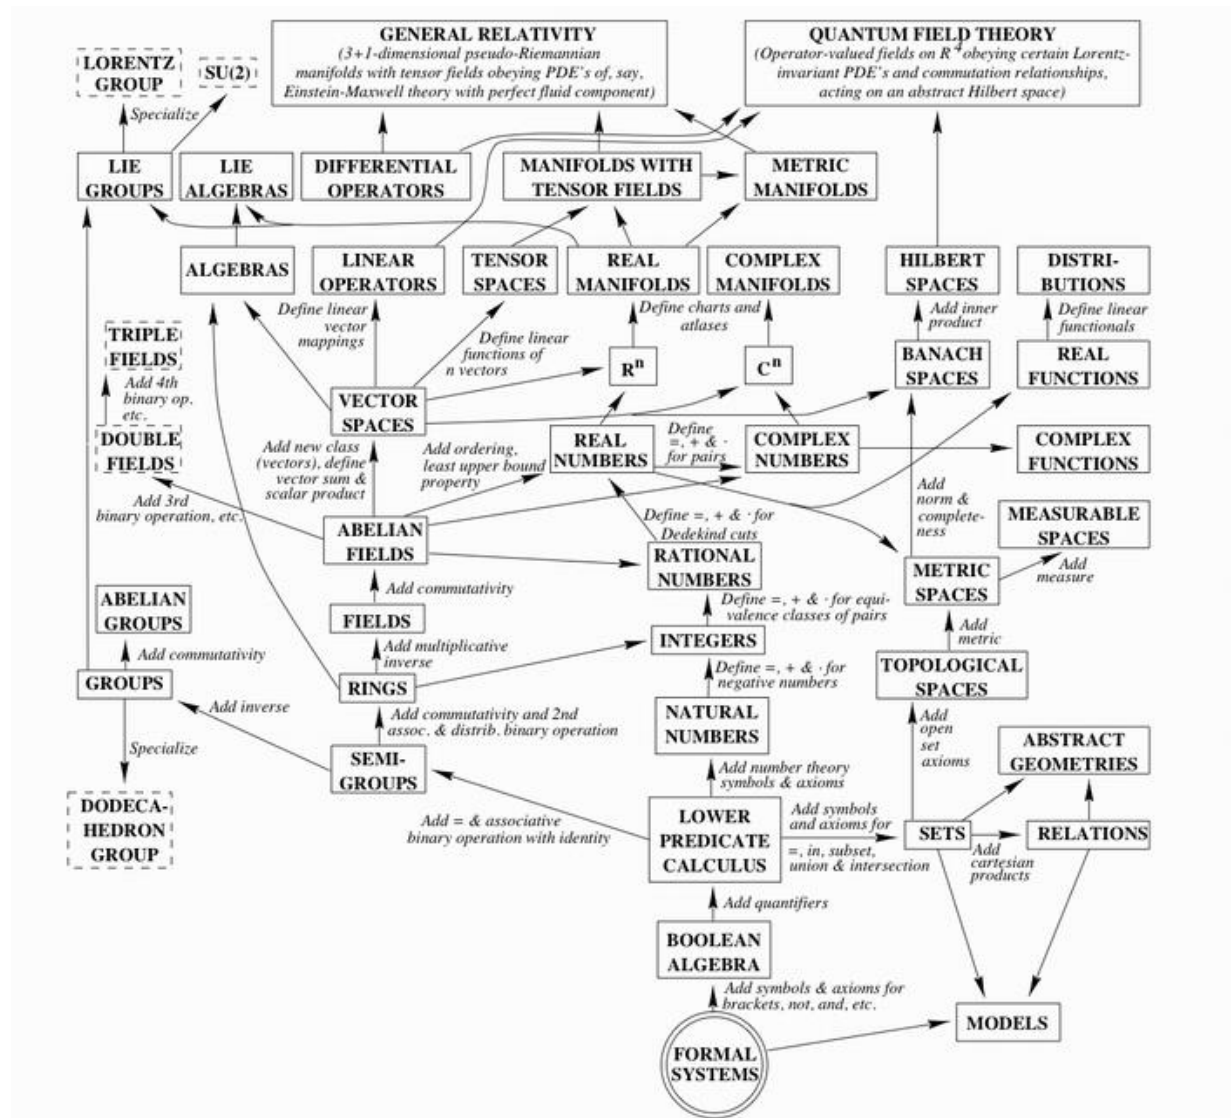 GENERAL RELATIVITY
(3+1-dimensional pseudo-Riemannian
manifolds with tensor fields obeying PDE's of, say,
Einstein-Maxwell theory with perfect fluid component)
QUANTUM FIELD THEORY
(Operator-valued fields on R⁴ obeying certain Lorentz-
invariant PDE's and commutation relationships,
acting on an abstract Hilbert space)
LORENTZ
GROUP
SU(2)
Specialize
LIE
GROUPS
LIE
ALGEBRAS
DIFFERENTIAL
OPERATORS
MANIFOLDS WITH
TENSOR FIELDS
METRIC
MANIFOLDS
ALGEBRAS
LINEAR
OPERATORS
TENSOR
SPACES
REAL
MANIFOLDS
COMPLEX
MANIFOLDS
HILBERT
SPACES
DISTRI-
BUTIONS
Define linear
vector
mappings
Define linear
functions of
n vectors
Define charts and
atlases
Add inner
product
Define linear
functionals
TRIPLE
FIELDS
Add 4th
binary op.
etc.
DOUBLE
FIELDS
Add 3rd
binary operation, etc.
VECTOR
SPACES
Rⁿ
Cⁿ
BANACH
SPACES
REAL
FUNCTIONS
Add new class
(vectors), define
vector sum &
scalar product
Add ordering,
least upper bound
property
REAL
NUMBERS
Define
=, + & ·
for pairs
COMPLEX
NUMBERS
COMPLEX
FUNCTIONS
Add
norm &
complete-
ness
MEASURABLE
SPACES
ABELIAN
FIELDS
Define =, + & · for
Dedekind cuts
RATIONAL
NUMBERS
METRIC
SPACES
Add
measure
Add commutativity
ABELIAN
GROUPS
FIELDS
Define =, + & · for equi-
valence classes of pairs
INTEGERS
Add
metric
Add commutativity
Add multiplicative
inverse
GROUPS
RINGS
Define =, + & · for
negative numbers
TOPOLOGICAL
SPACES
Add inverse
Add commutativity and 2nd
assoc. & distrib. binary operation
NATURAL
NUMBERS
Add
open
set
axioms
ABSTRACT
GEOMETRIES
Specialize
SEMI-
GROUPS
Add number theory
symbols & axioms
DODECA-
HEDRON
GROUP
Add = & associative
binary operation with identity
LOWER
PREDICATE
CALCULUS
Add symbols
and axioms for
=, in, subset,
union & intersection
SETS
RELATIONS
Add
cartesian
products
Add quantifiers
BOOLEAN
ALGEBRA
Add symbols & axioms for
brackets, not, and, etc.
MODELS
FORMAL
SYSTEMS